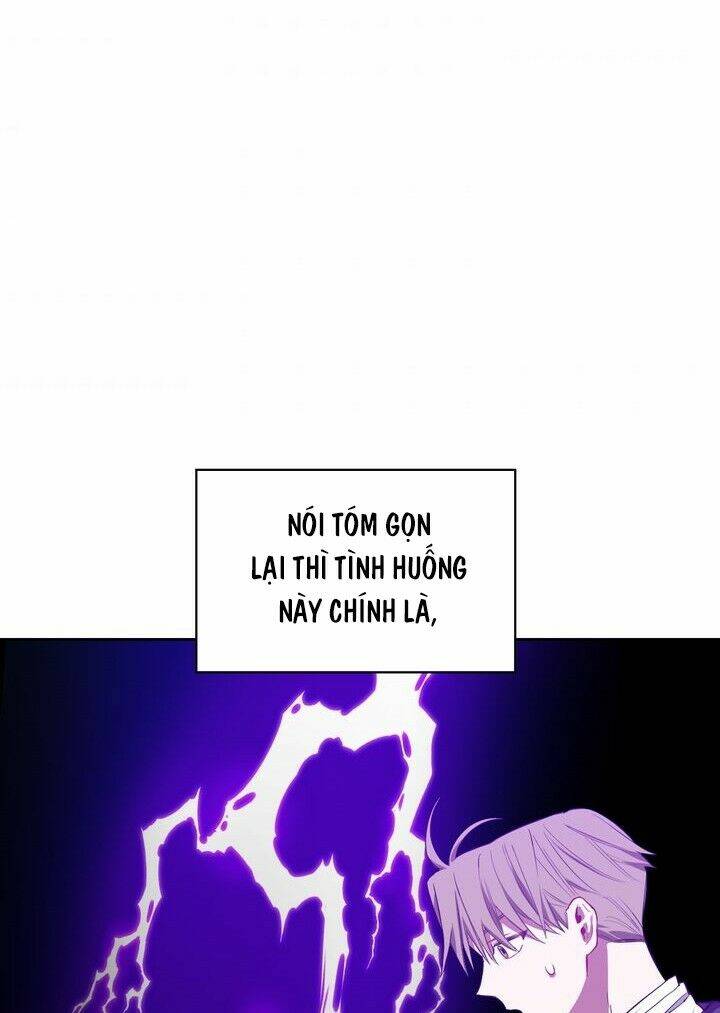 NÓI TÓM GỌN
LẠI THÌ TÌNH HUỐNG
NÀY CHÍNH LÀ,